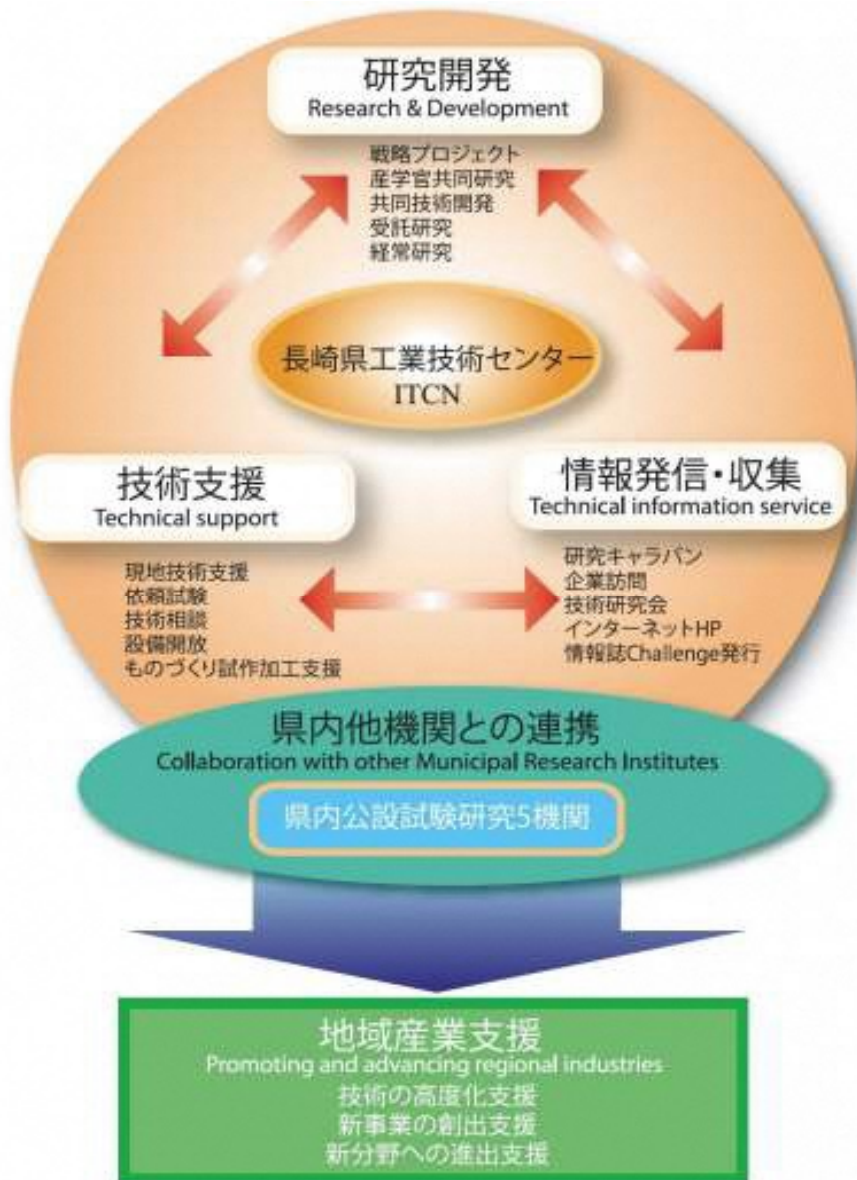 研究開発
Research & Development
戦略プロジェクト
産学官共同研究
共同技術開発
受託研究
経常研究
長崎県工業技術センター
ITCN
技術支援
Technical support
現地技術支援
依頼試験
技術相談
設備開放
ものづくり試作加工支援
情報発信・収集
Technical information service
研究キャラバン
企業訪問
技術研究会
インターネットHP
情報誌Challenge発行
県内他機関との連携
Collaboration with other Municipal Research Institutes
県内公設試験研究5機関
地域産業支援
Promoting and advancing regional industries
技術の高度化支援
新事業の創出支援
新分野への進出支援